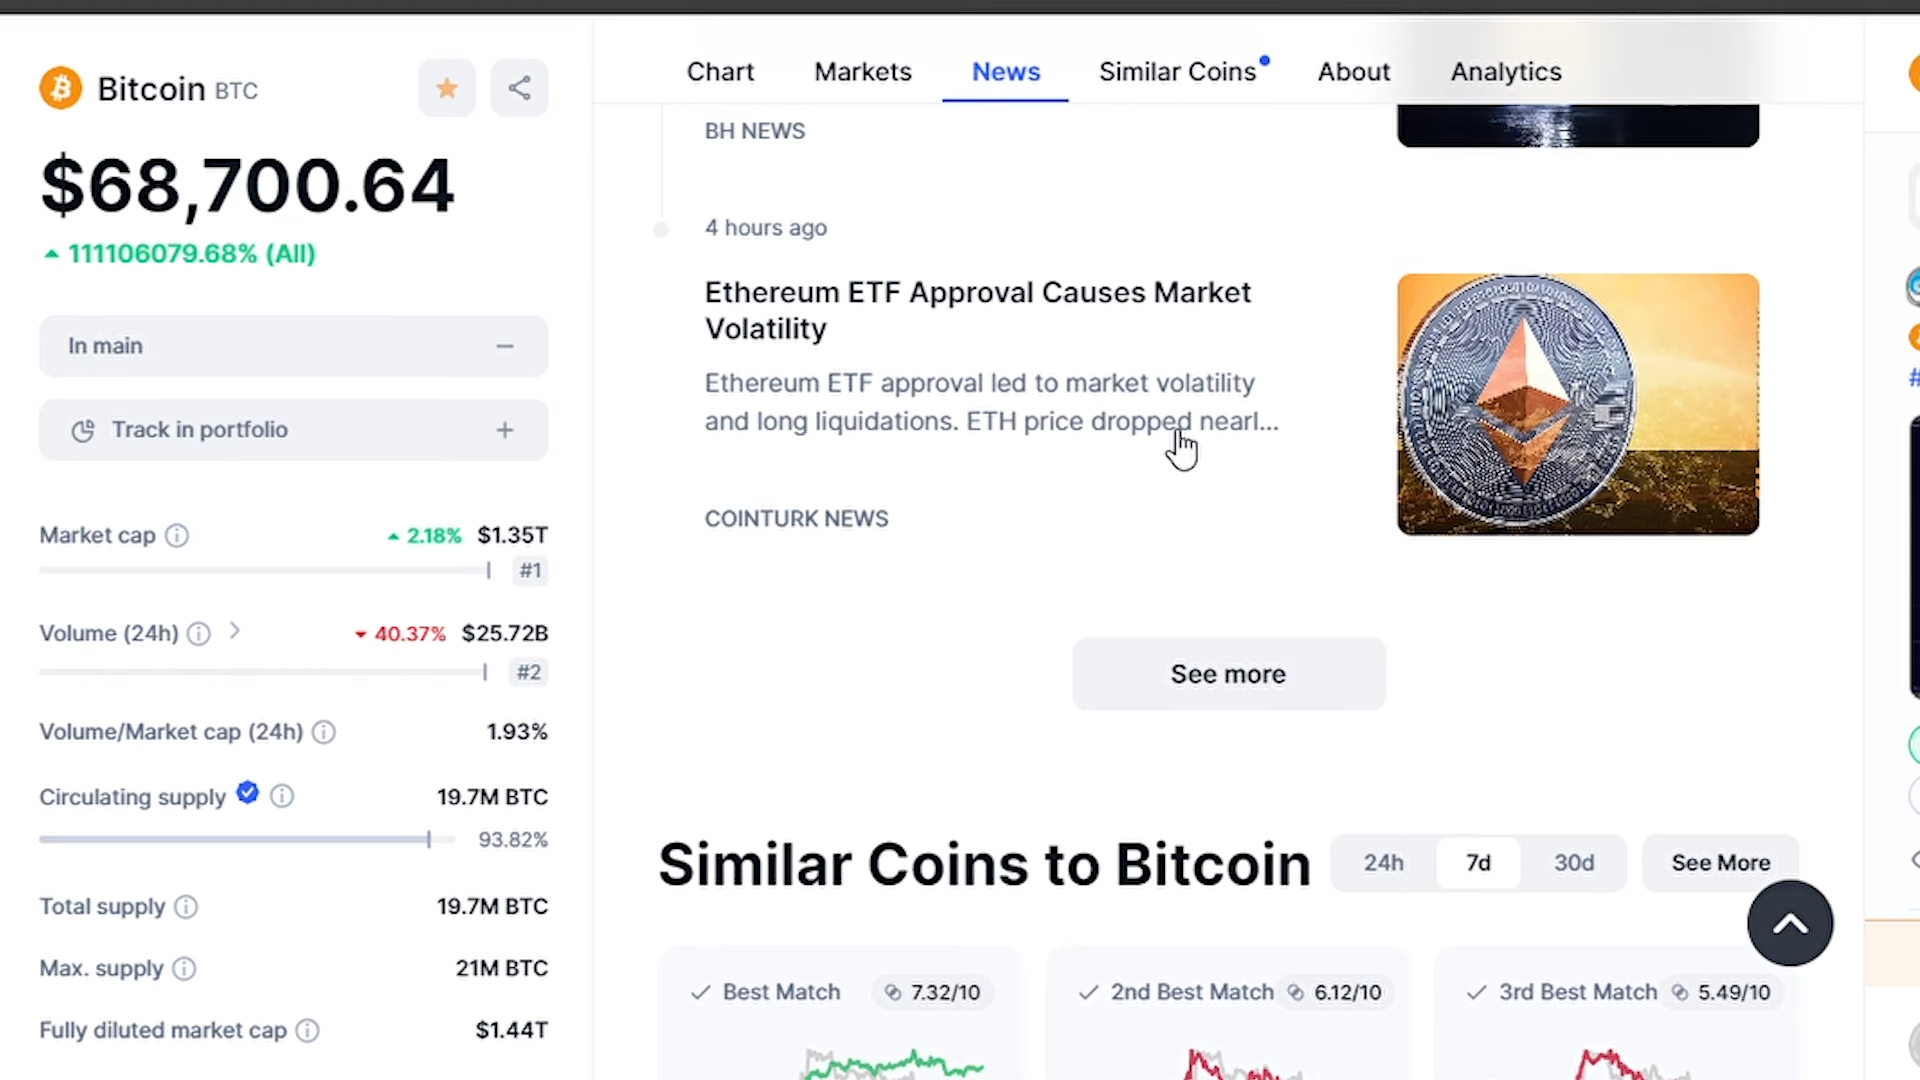 Bitcoin BTC
$68,700.64
111106079.68% (All)
In main
Track in portfolio
Market cap 2.18% $1.35T
#1
Volume (24h) 40.37% $25.72B
#2
Volume/Market cap (24h) 1.93%
Circulating supply 19.7M BTC
93.82%
Total supply 19.7M BTC
Max. supply 21M BTC
Fully diluted market cap $1.44T
Chart Markets News Similar Coins About Analytics
BH NEWS
4 hours ago
Ethereum ETF Approval Causes Market
Volatility
Ethereum ETF approval led to market volatility
and long liquidations. ETH price dropped nearl...
COINTURK NEWS
See more
Similar Coins to Bitcoin 24h 7d 30d See More
Best Match 7.32/10 2nd Best Match 6.12/10 3rd Best Match 5.49/10
#